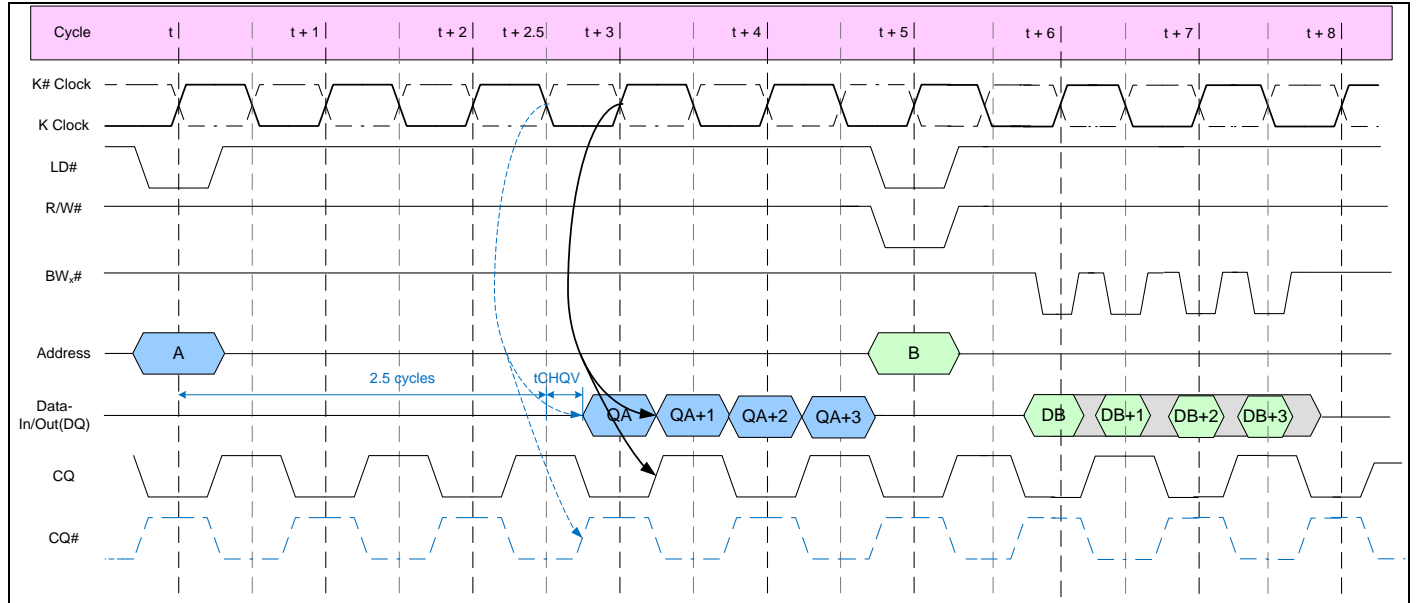 Cycle t t + 1 t + 2 t + 2.5 t + 3 t + 4 t + 5 t + 6 t + 7 t + 8
K# Clock
K Clock
LD#
R/W#
BWx#
Address A B
2.5 cycles tCHQV
Data-
In/Out(DQ) QA QA+1 QA+2 QA+3 DB DB+1 DB+2 DB+3
CQ
CQ#